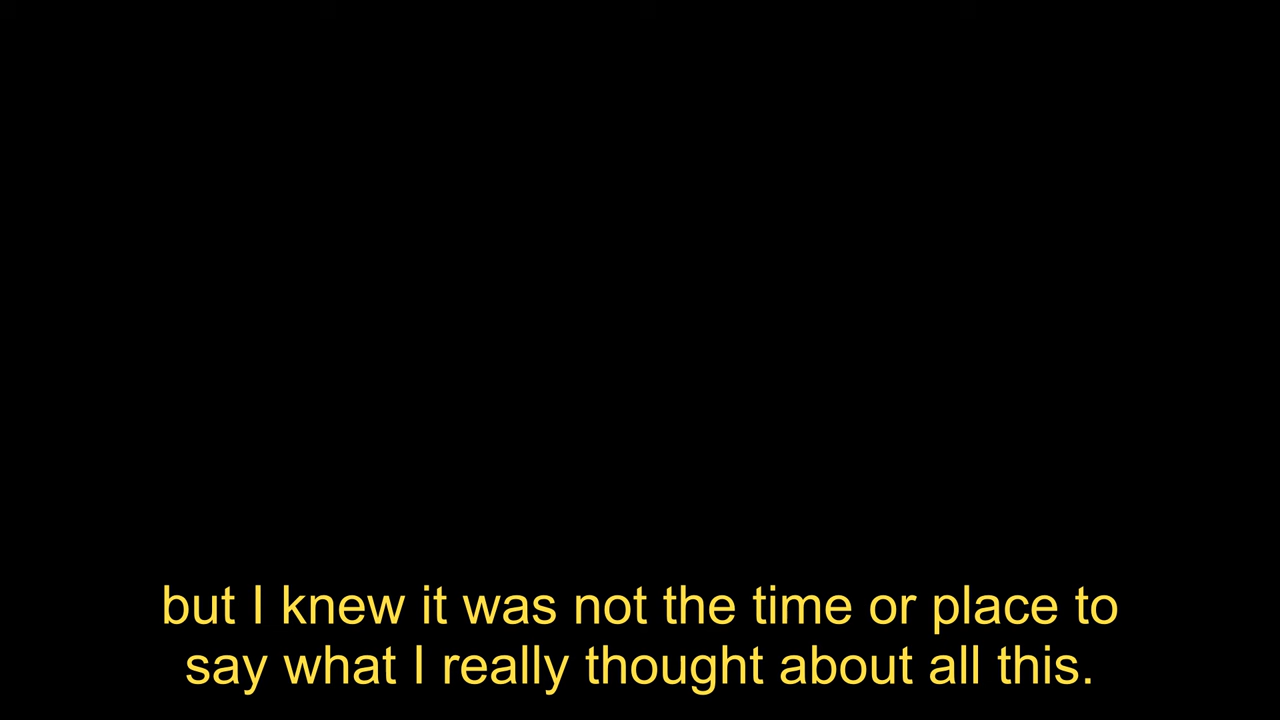 but I knew it was not the time or place to
say what I really thought about all this.